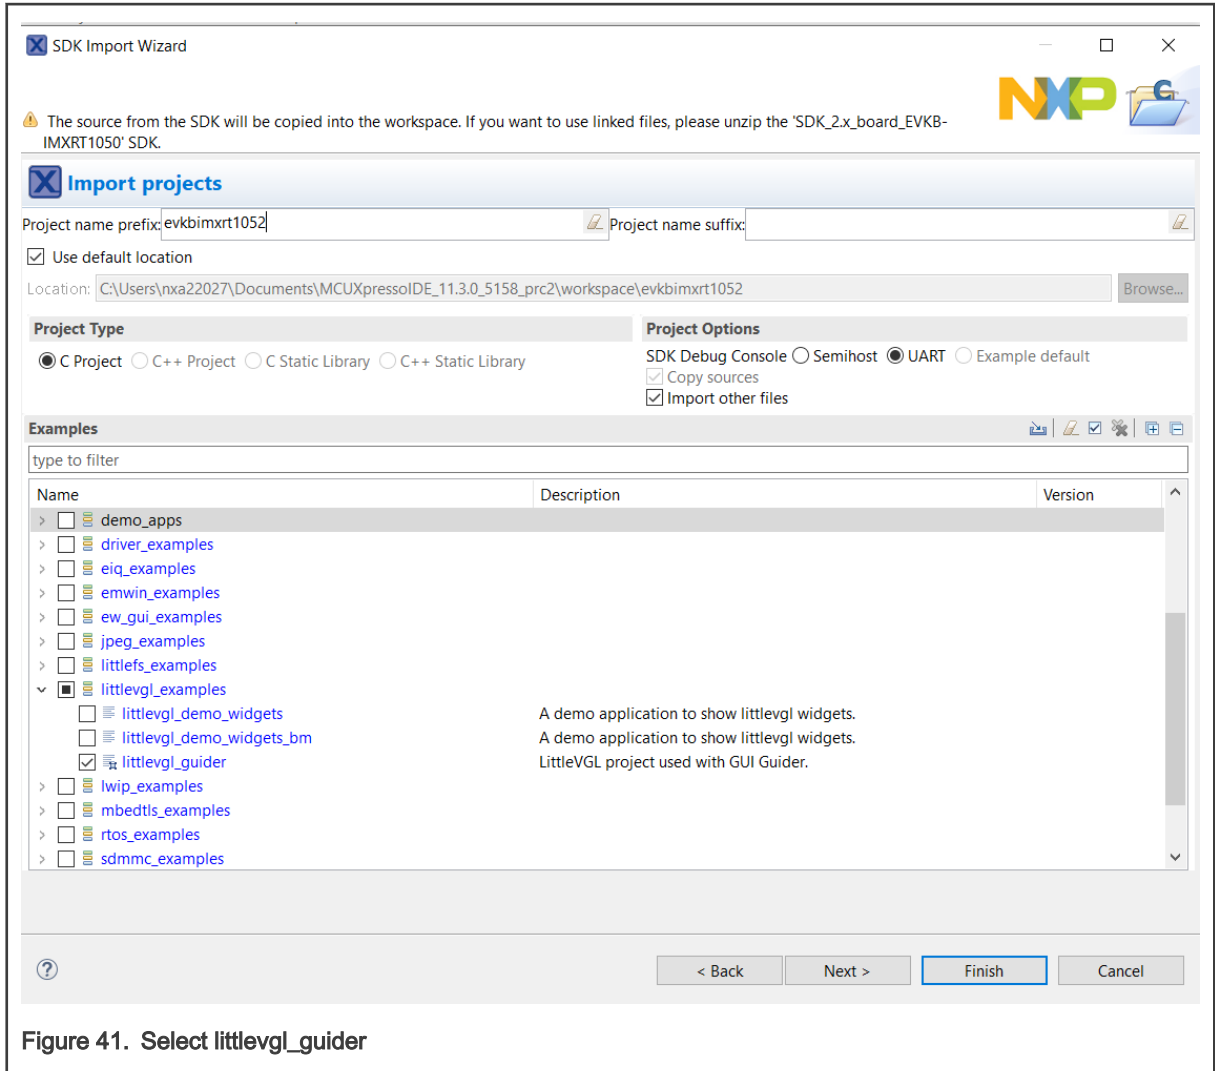 SDK Import Wizard
NXP
C
The source from the SDK will be copied into the workspace. If you want to use linked files, please unzip the 'SDK_2.x_board_EVKB-
IMXRT1050' SDK.
Import projects
Project name prefix: evkbimxrt1052 Project name suffix:
Use default location
Location: C:\Users\nxa22027\Documents\MCUXpressoIDE_11.3.0_5158_prc2\workspace\evkbimxrt1052 Browse...
Project Type Project Options
C Project C++ Project C Static Library C++ Static Library SDK Debug Console Semihost UART Example default
Copy sources
Import other files
Examples
type to filter
Name Description Version
demo_apps
driver_examples
eiq_examples
emwin_examples
ew_gui_examples
jpeg_examples
littlefs_examples
littlevgl_examples
littlevgl_demo_widgets A demo application to show littlevgl widgets.
littlevgl_demo_widgets_bm A demo application to show littlevgl widgets.
littlevgl_guider LittleVGL project used with GUI Guider.
lwip_examples
mbedtls_examples
rtos_examples
sdmmc_examples
? < Back Next > Finish Cancel
Figure 41. Select littlevgl_guider